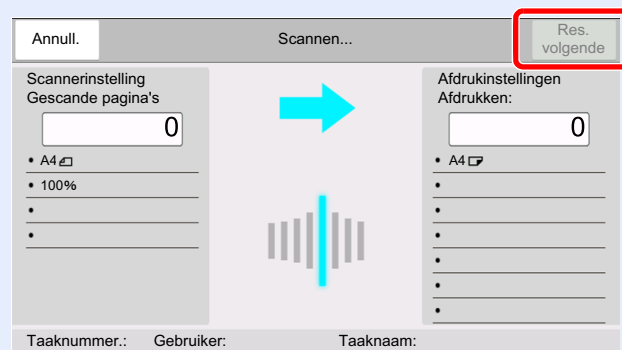 Annull.
Scannen...
Res.
volgende
Scannerinstelling
Gescande pagina's
0
• A4
• 100%
•
•
Afdrukinstellingen
Afdrukken:
0
• A4
•
•
•
•
•
•
Taaknummer.: Gebruiker: Taaknaam: